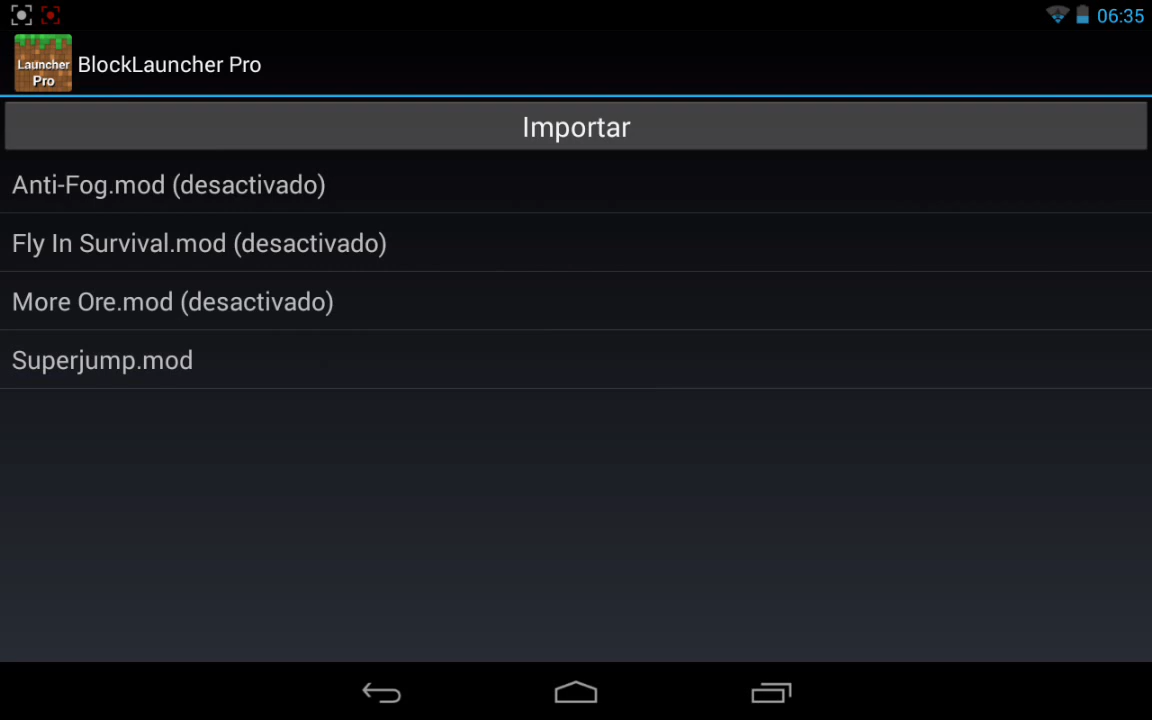 06:35
Launcher
Pro
BlockLauncher Pro
Importar
Anti-Fog.mod (desactivado)
Fly In Survival.mod (desactivado)
More Ore.mod (desactivado)
Superjump.mod